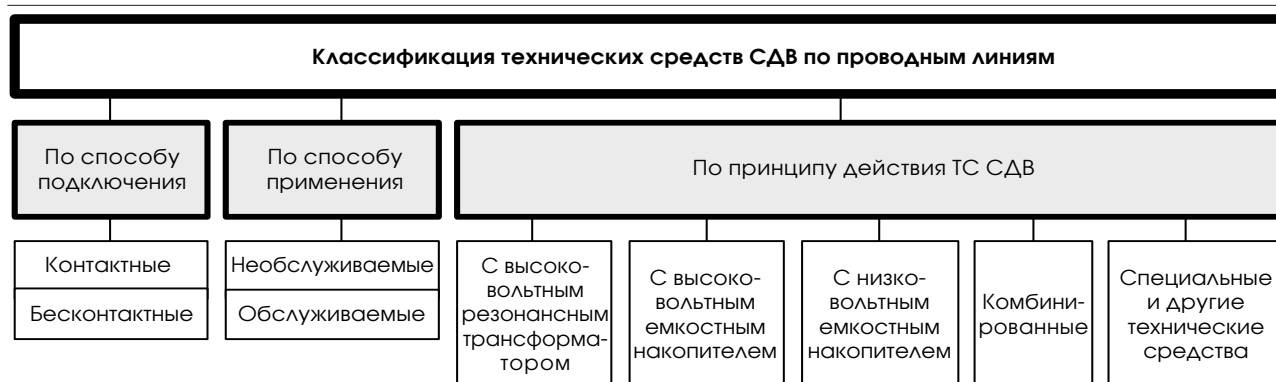 Классификация технических средств СДВ по проводным линиям
По способу
подключения
По способу
применения
По принципу действия ТС СДВ
Контактные
Бесконтактные
Необслуживаемые
Обслуживаемые
С высоко-
вольтным
резонансным
трансформа-
тором
С высоко-
вольтным
емкостным
накопителем
С низко-
вольтным
емкостным
накопителем
Комбини-
рованные
Специальные
и другие
технические
средства